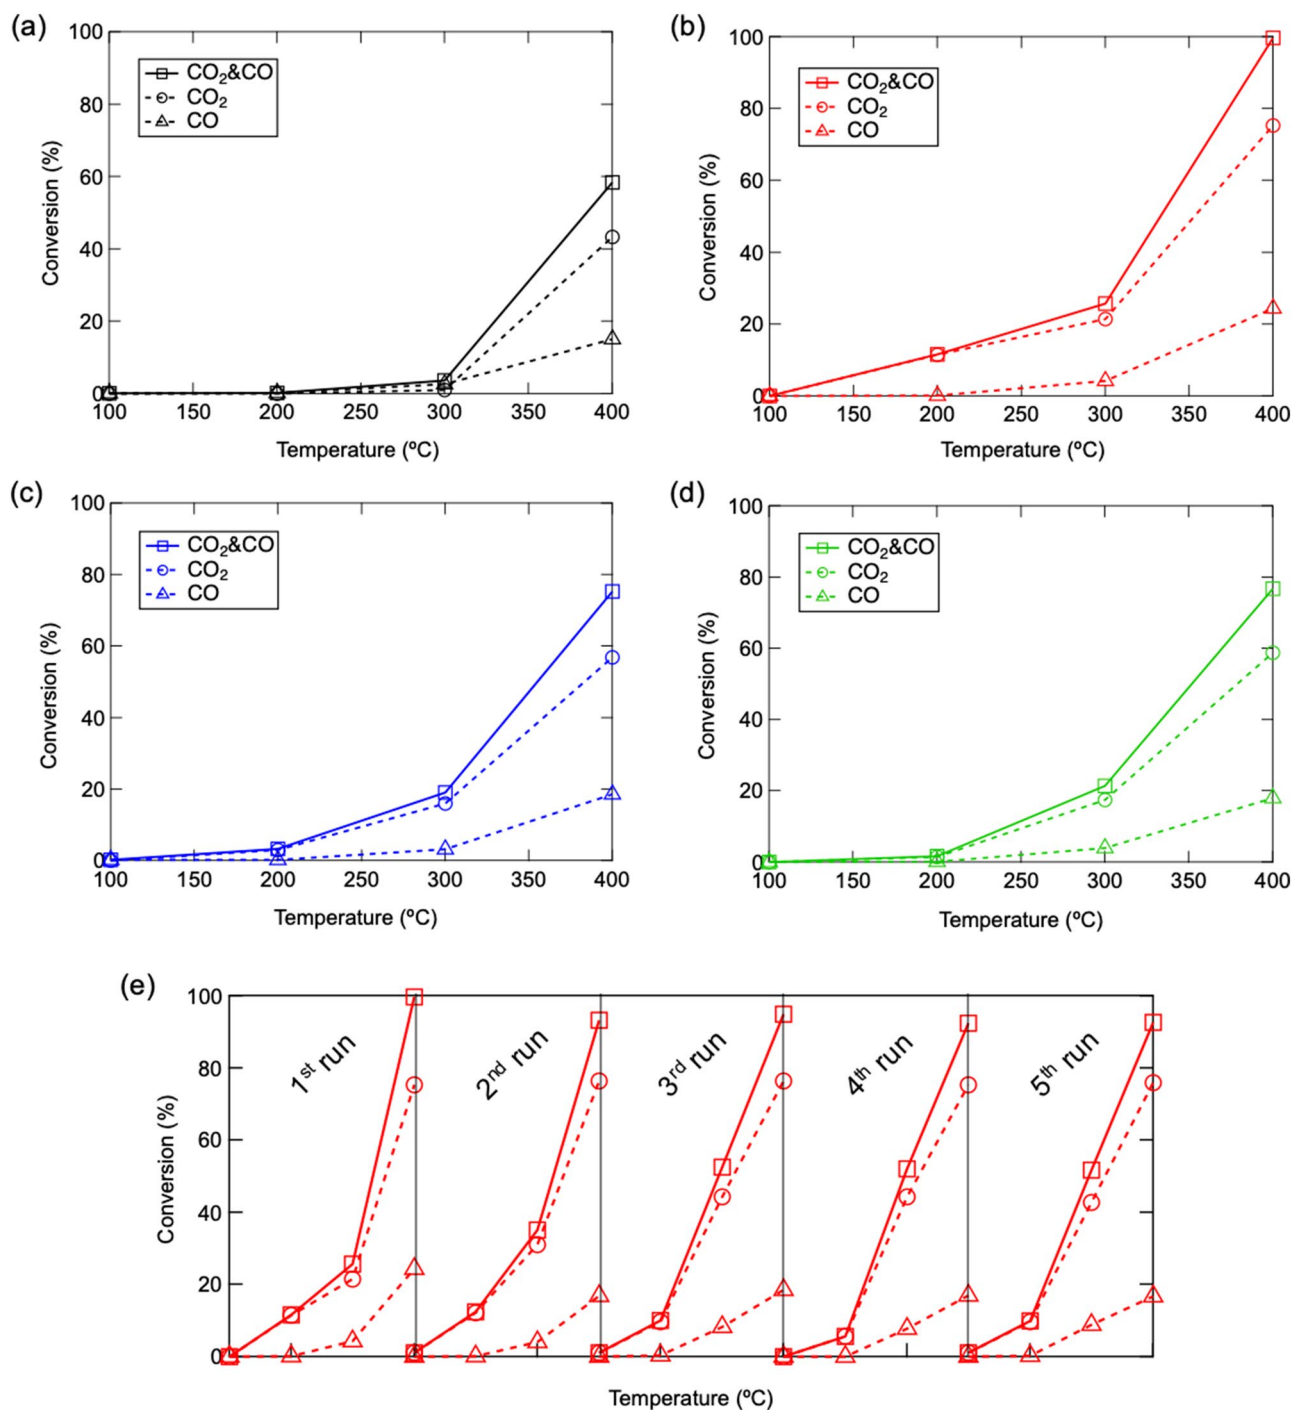 (a)
100
80
60
40
20
0
Conversion (%)
CO2&CO
CO2
CO
100 150 200 250 300 350 400
Temperature (ºC)
(b)
100
80
60
40
20
0
Conversion (%)
CO2&CO
CO2
CO
100 150 200 250 300 350 400
Temperature (ºC)
(c)
100
80
60
40
20
0
Conversion (%)
CO2&CO
CO2
CO
100 150 200 250 300 350 400
Temperature (ºC)
(d)
100
80
60
40
20
0
Conversion (%)
CO2&CO
CO2
CO
100 150 200 250 300 350 400
Temperature (ºC)
(e)
100
80
60
40
20
0
Conversion (%)
1st run
2nd run
3rd run
4th run
5th run
Temperature (ºC)